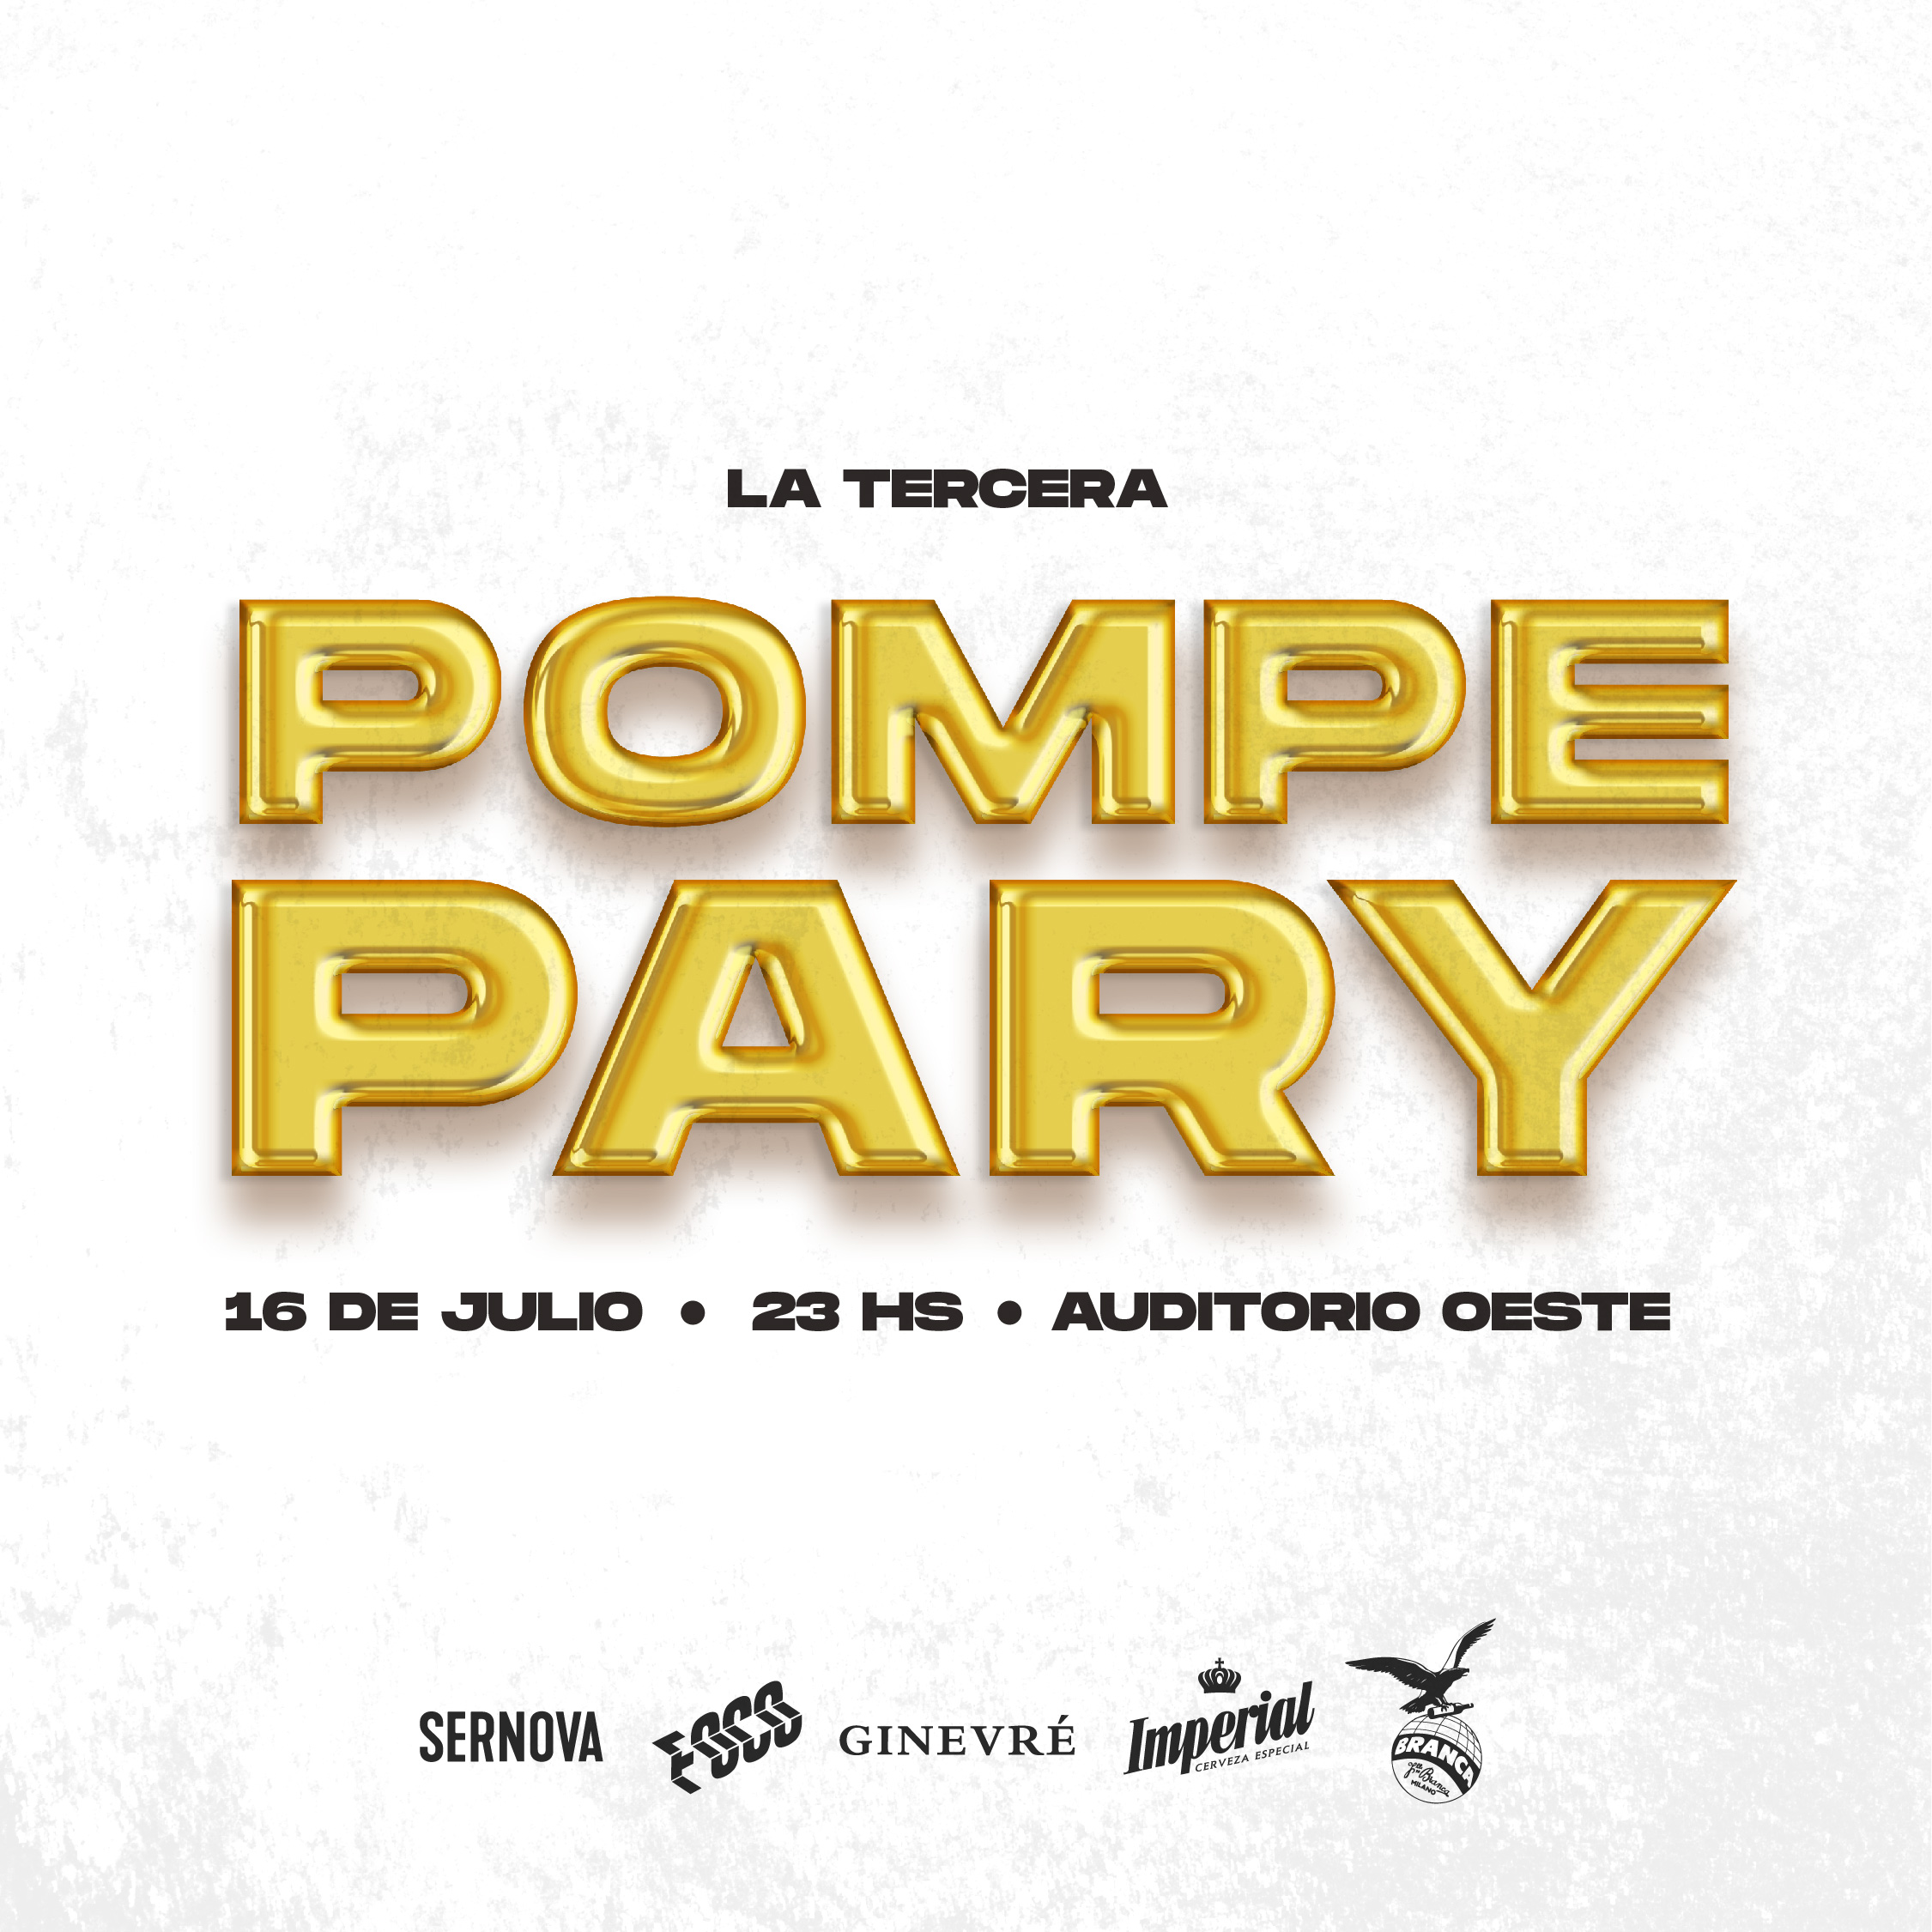 LA TERCERA
POMPE
PARY
16 DE JULIO • 23 HS • AUDITORIO OESTE
SERNOVA
FOCO
GINEVRÉ
Imperial
CERVEZA ESPECIAL
BRANCA
Branca
MILANO